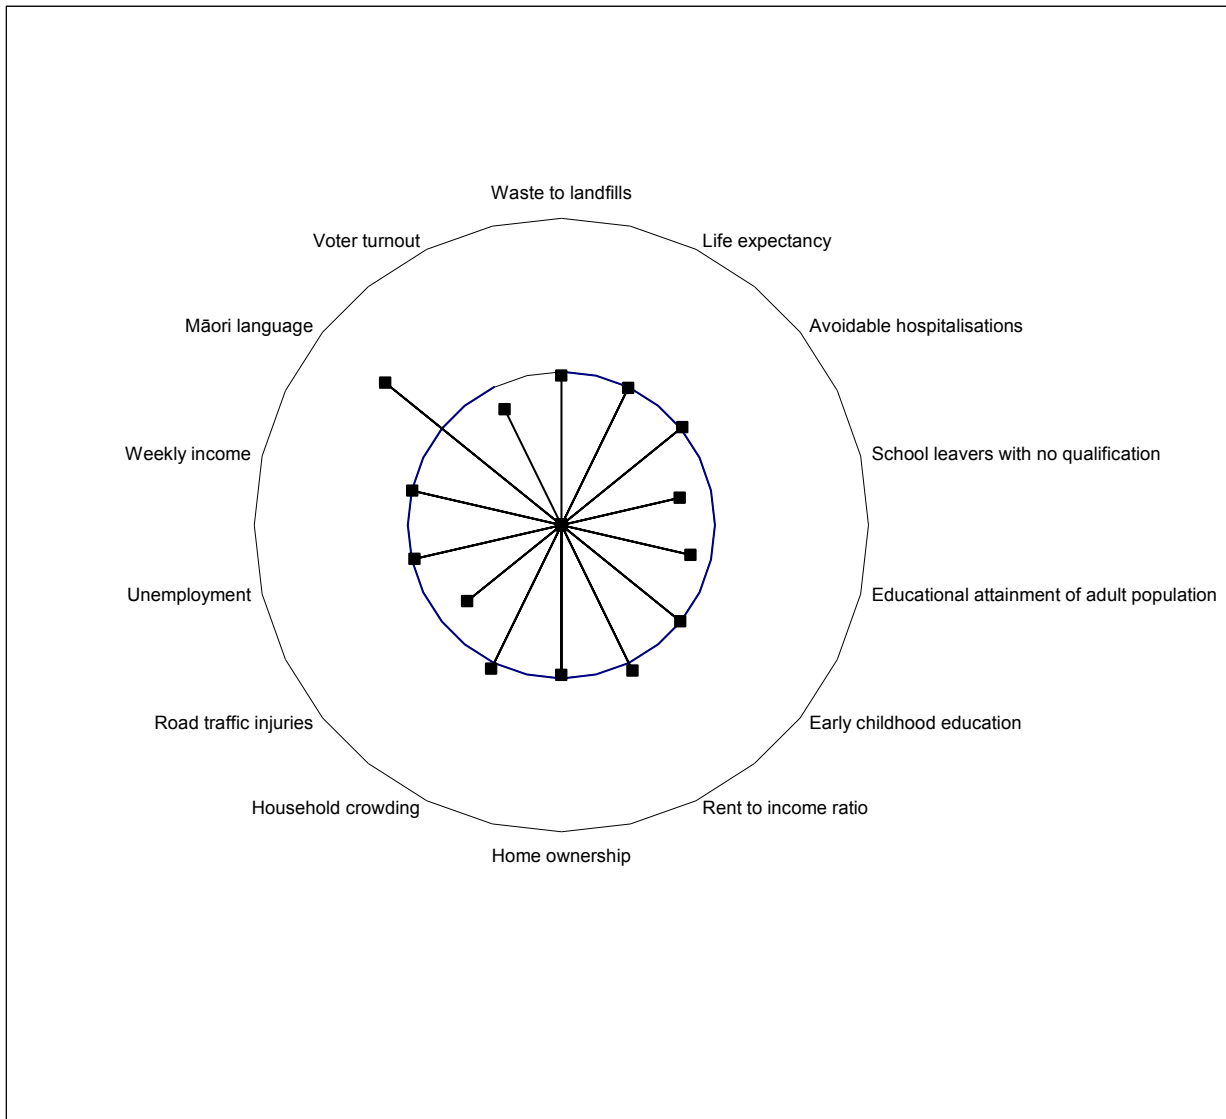 Waste to landfills
Voter turnout
Life expectancy
Māori language
Avoidable hospitalisations
Weekly income
School leavers with no qualification
Unemployment
Educational attainment of adult population
Road traffic injuries
Early childhood education
Household crowding
Rent to income ratio
Home ownership